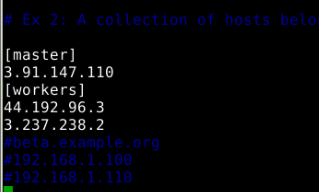 # Ex 2: A collection of hosts belo
[master]
3.91.147.110
[workers]
44.192.96.3
3.237.238.2
#beta.example.org
#192.168.1.100
#192.168.1.110